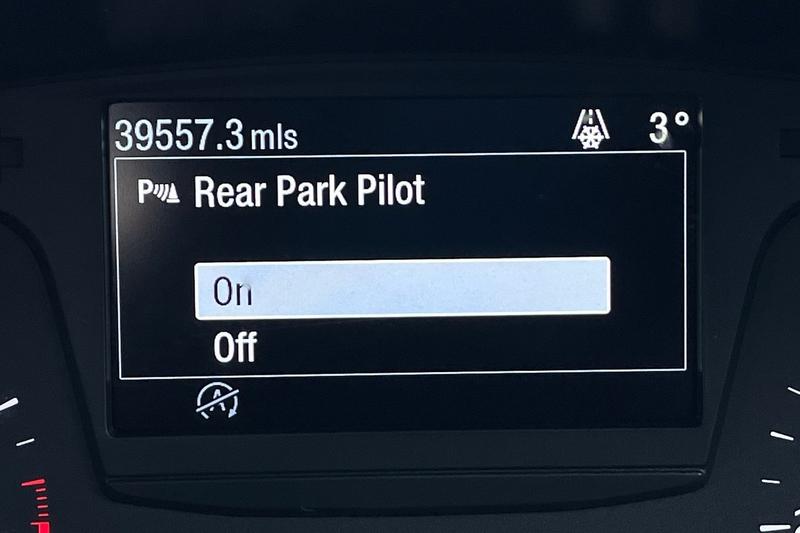 39557.3 mls 3°
P Rear Park Pilot
On
Off
A